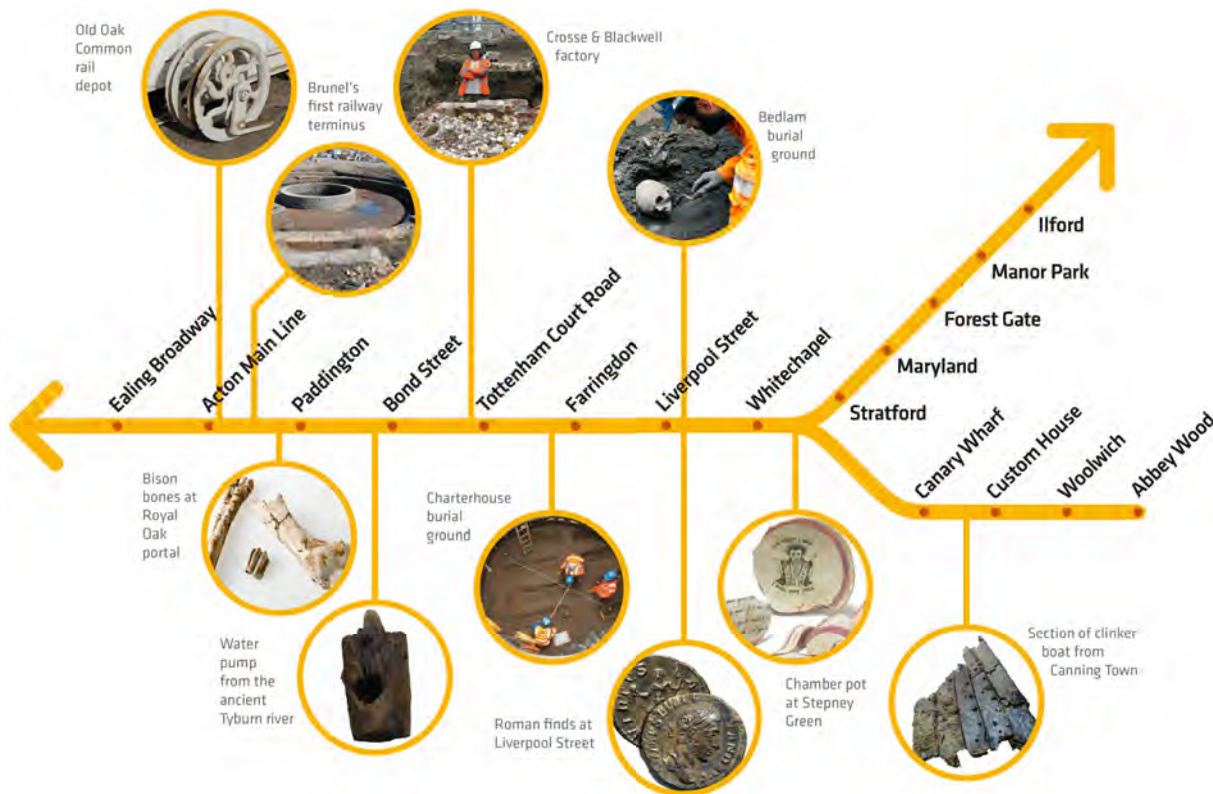 Old Oak
Common
rail
depot
Brunel's
first railway
terminus
Crosse & Blackwell
factory
Bedlam
burial
ground
Ealing Broadway
Acton Main Line
Paddington
Bond Street
Tottenham Court Road
Farringdon
Liverpool Street
Whitechapel
Stratford
Maryland
Forest Gate
Manor Park
Ilford
Canary Wharf
Custom House
Woolwich
Abbey Wood
Bison
bones at
Royal
Oak
portal
Water
pump
from the
ancient
Tyburn river
Charterhouse
burial
ground
Roman finds at
Liverpool Street
Chamber pot
at Stepney
Green
Section of clinker
boat from
Canning Town